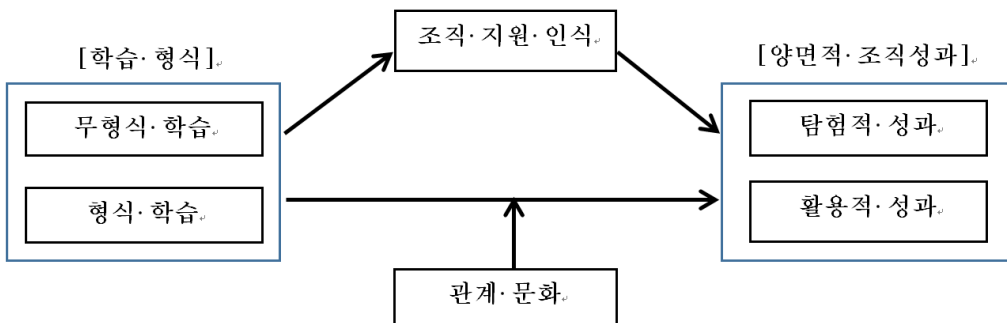 조직·지원·인식
[학습·형식]
[양면적·조직성과]
무형식·학습
탐험적·성과
형식·학습
활용적·성과
관계·문화